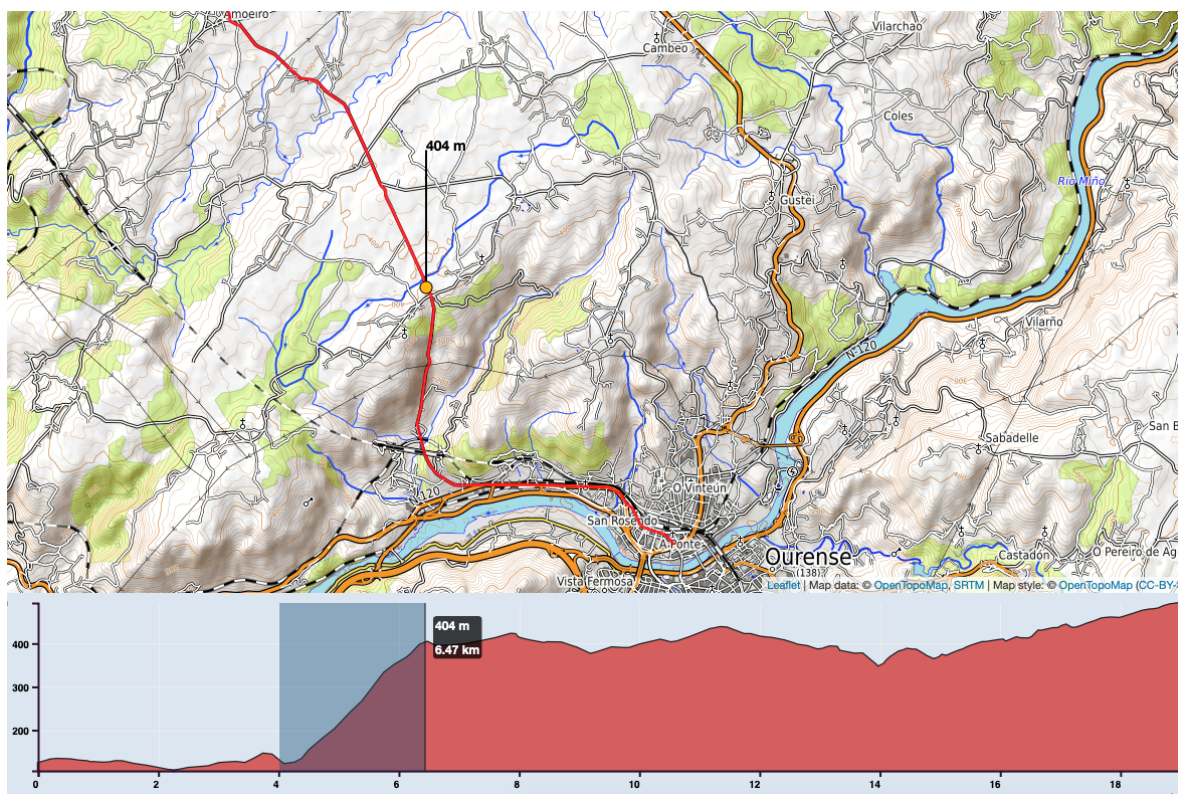 Amoeiro
Cambeo
Vilarchao
Coles
404 m
Río Miño
Gustei
N-120
Vilarño
Sabadelle
San B
O Vinteún
N-120
San Rosendo
A Ponte
Ourense
(138)
Castadón
O Pereiro de Ag
Vista Fermosa
Leaflet | Map data: © OpenTopoMap, SRTM | Map style: © OpenTopoMap (CC-BY-S
404 m
6.47 km
400
300
200
0 2 4 6 8 10 12 14 16 18